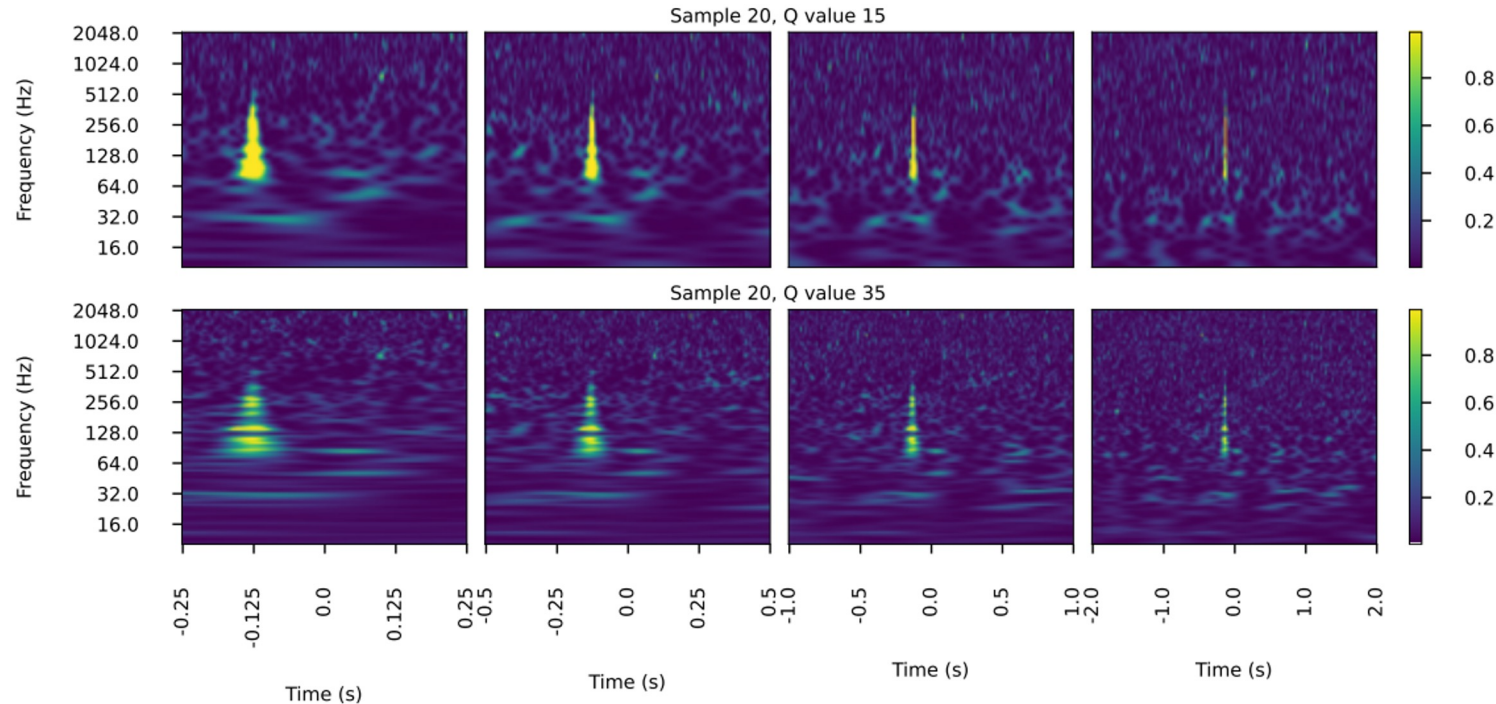 Sample 20, Q value 15
Frequency (Hz)
2048.0
1024.0
512.0
256.0
128.0
64.0
32.0
16.0
0.8
0.6
0.4
0.2
Sample 20, Q value 35
Frequency (Hz)
2048.0
1024.0
512.0
256.0
128.0
64.0
32.0
16.0
0.8
0.6
0.4
0.2
-0.25 -0.125 0.0 0.125 0.25
-0.5 -0.25 0.0 0.25 0.5
-1.0 -0.5 0.0 0.5 1.0
-2.0 -1.0 0.0 1.0 2.0
Time (s) Time (s) Time (s) Time (s)